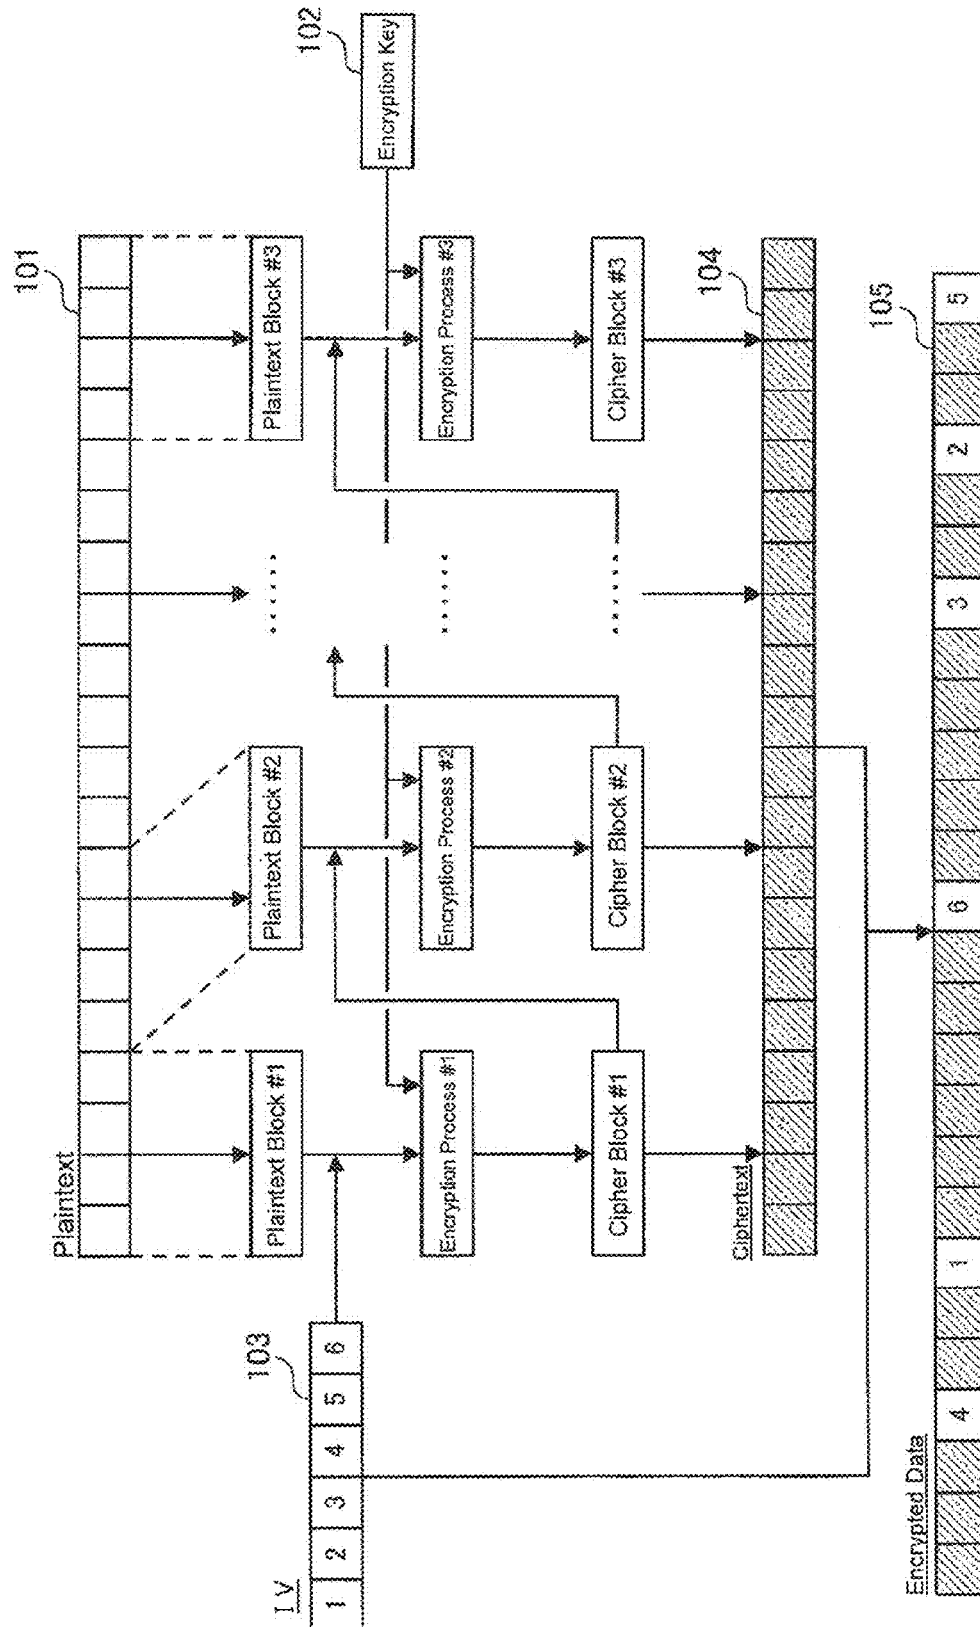 Plaintext
101
IV
1 2 3 4 5 6
103
Plaintext Block #1
Plaintext Block #2
......
Plaintext Block #3
Encryption Key
102
Encryption Process #1
Encryption Process #2
......
Encryption Process #3
Cipher Block #1
Cipher Block #2
......
Cipher Block #3
Ciphertext
104
Encrypted Data
105
4 1 6 3 2 5